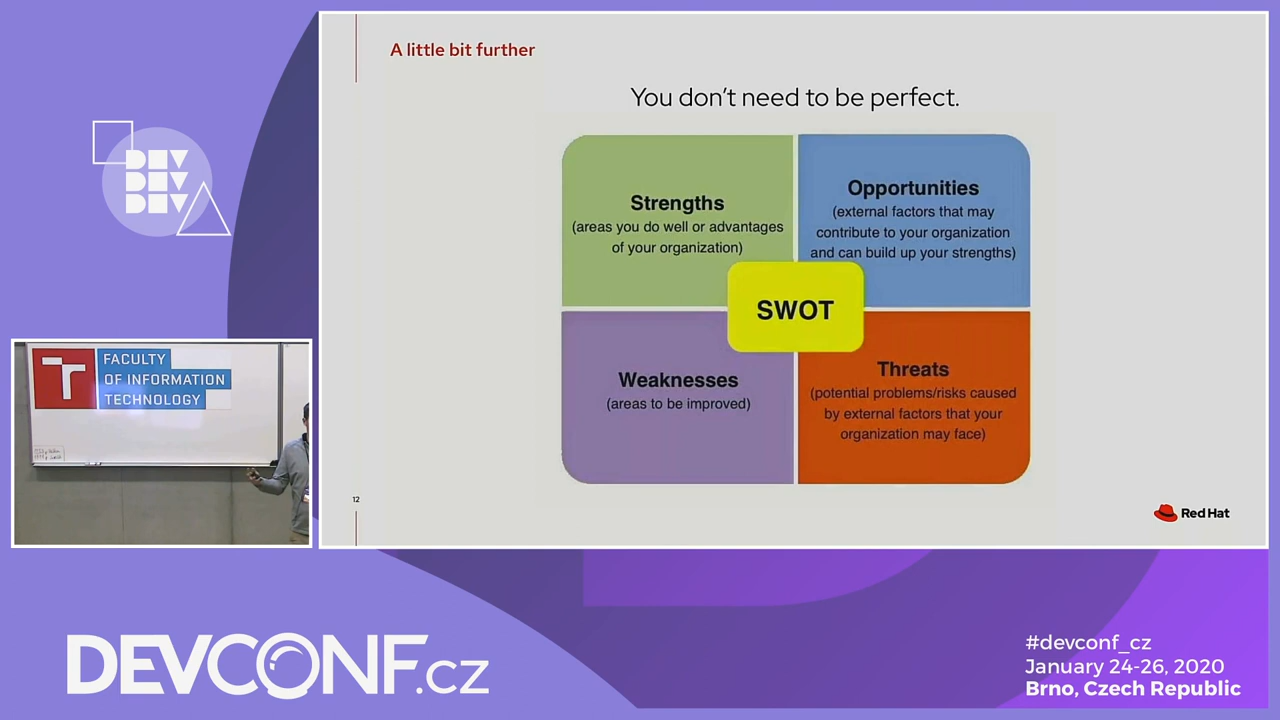 A little bit further
You don't need to be perfect.
Strengths
(areas you do well or advantages
of your organization)
Opportunities
(external factors that may
contribute to your organization
and can build up your strengths)
SWOT
Weaknesses
(areas to be improved)
Threats
(potential problems/risks caused
by external factors that your
organization may face)
12
Red Hat
DEV
DEV
DEV
FACULTY
OF INFORMATION
TECHNOLOGY
DEVCONF.cz
#devconf_cz
January 24-26, 2020
Brno, Czech Republic